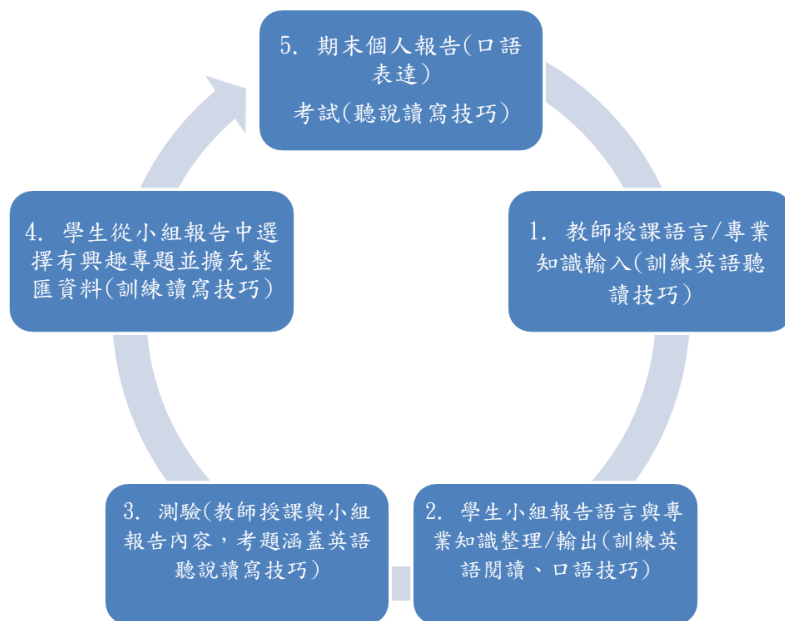 5. 期末個人報告(口語
表達)
考試(聽說讀寫技巧)
1. 教師授課語言/專業
知識輸入(訓練英語聽
讀技巧)
2. 學生小組報告語言與專
業知識整理/輸出(訓練英
語閱讀、口語技巧)
3. 測驗(教師授課與小組
報告內容，考題涵蓋英語
聽說讀寫技巧)
4. 學生從小組報告中選
擇有興趣專題並擴充整
匯資料(訓練讀寫技巧)